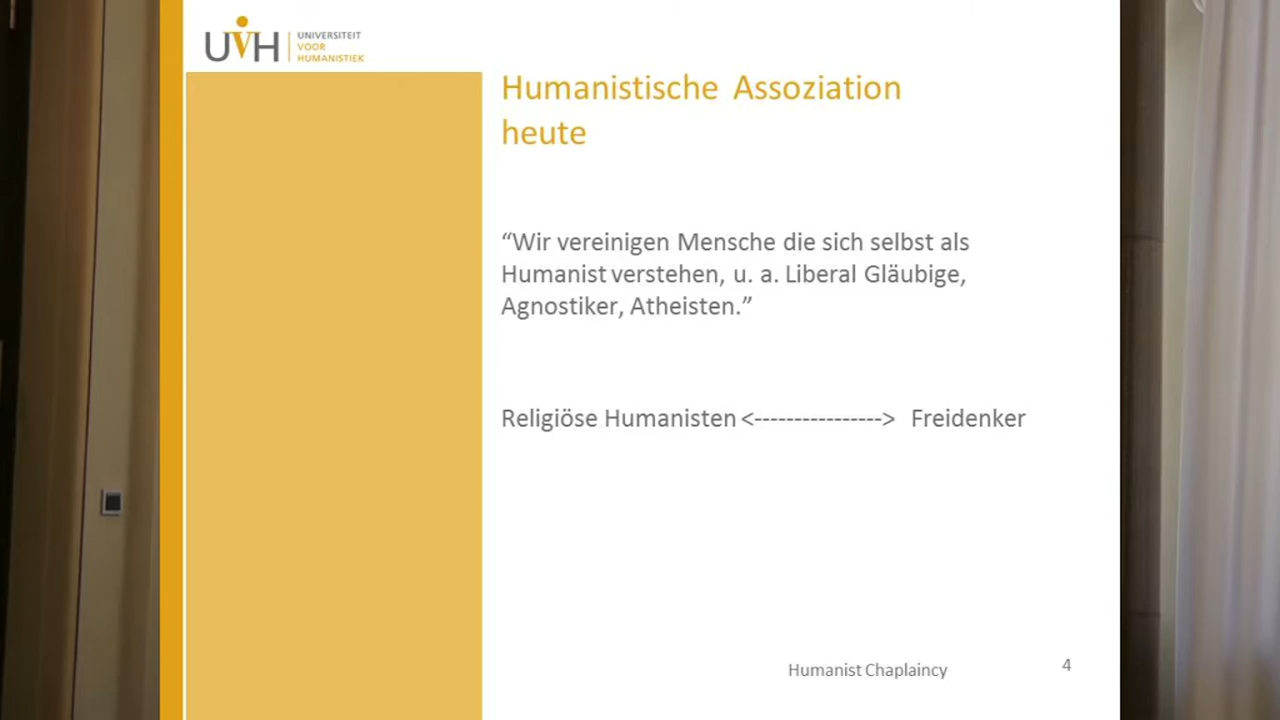 UVH
UNIVERSITEIT
VOOR
HUMANISTIEK
Humanistische Assoziation
heute
“Wir vereinigen Mensche die sich selbst als
Humanist verstehen, u. a. Liberal Gläubige,
Agnostiker, Atheisten.”
Religiöse Humanisten <----------------> Freidenker
Humanist Chaplaincy
4